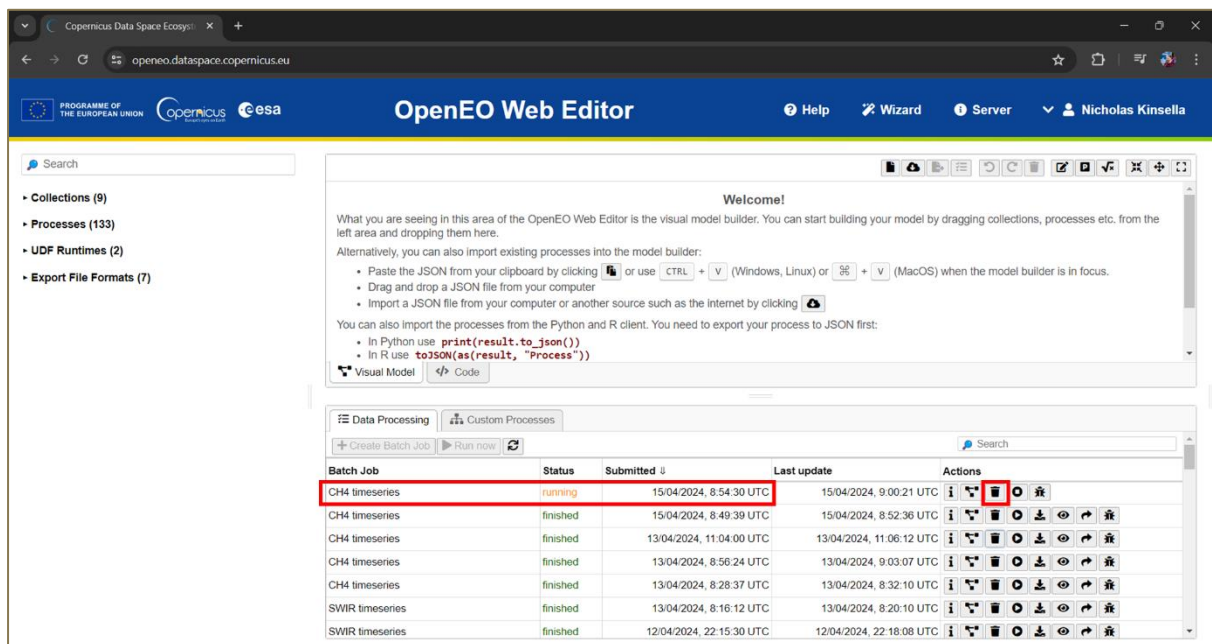 Copernicus Data Space Ecosyst
openeo.dataspace.copernicus.eu
PROGRAMME OF
THE EUROPEAN UNION
Copernicus
esa
OpenEO Web Editor
Help
Wizard
Server
Nicholas Kinsella
Search
Collections (9)
Processes (133)
UDF Runtimes (2)
Export File Formats (7)
Welcome!
What you are seeing in this area of the OpenEO Web Editor is the visual model builder. You can start building your model by dragging collections, processes etc. from the
left area and dropping them here.
Alternatively, you can also import existing processes into the model builder:
• Paste the JSON from your clipboard by clicking or use CTRL + V (Windows, Linux) or ⌘ + V (MacOS) when the model builder is in focus.
• Drag and drop a JSON file from your computer
• Import a JSON file from your computer or another source such as the internet by clicking
You can also import the processes from the Python and R client. You need to export your process to JSON first:
• In Python use print(result.to_json())
• In R use toJSON(as(result, "Process"))
Visual Model </> Code
Data Processing Custom Processes
+ Create Batch Job Run now Search
Batch Job Status Submitted ⇓ Last update Actions
CH4 timeseries running 15/04/2024, 8:54:30 UTC 15/04/2024, 9:00:21 UTC
CH4 timeseries finished 15/04/2024, 8:49:39 UTC 15/04/2024, 8:52:36 UTC
CH4 timeseries finished 13/04/2024, 11:04:00 UTC 13/04/2024, 11:06:12 UTC
CH4 timeseries finished 13/04/2024, 8:56:24 UTC 13/04/2024, 9:03:07 UTC
CH4 timeseries finished 13/04/2024, 8:28:37 UTC 13/04/2024, 8:32:10 UTC
SWIR timeseries finished 13/04/2024, 8:16:12 UTC 13/04/2024, 8:20:10 UTC
SWIR timeseries finished 12/04/2024, 22:15:30 UTC 12/04/2024, 22:18:08 UTC